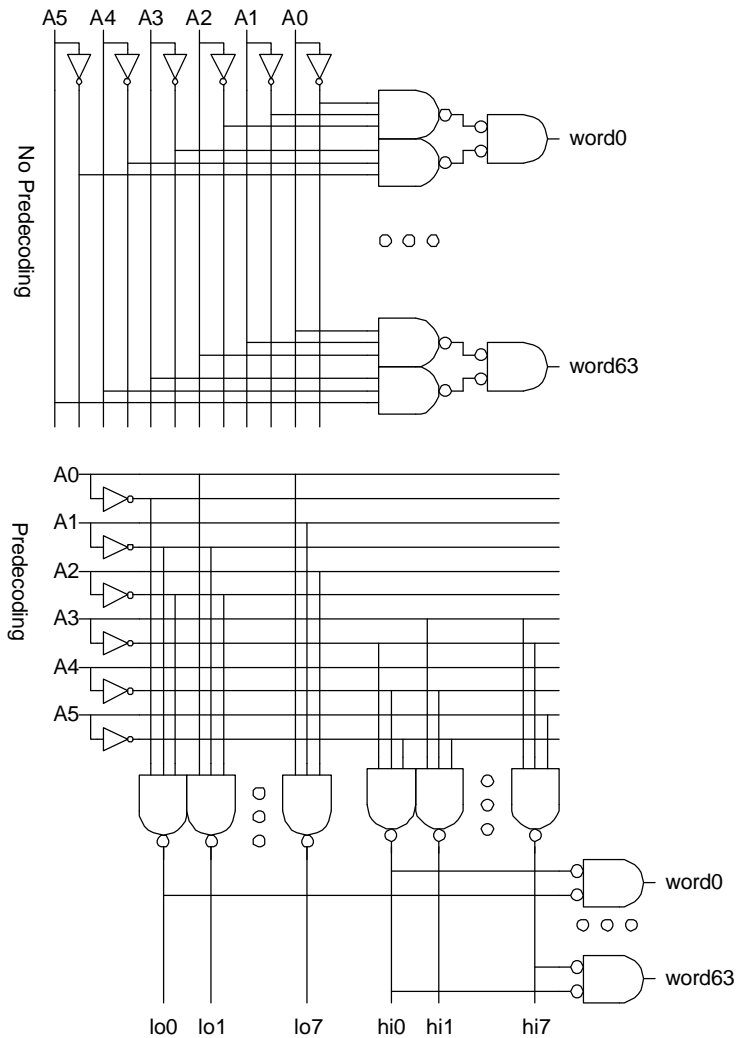 A5 A4 A3 A2 A1 A0
word0
No Predecoding
word63
A0
A1
A2
Predecoding
A3
A4
A5
word0
word63
lo0 lo1 lo7 hi0 hi1 hi7